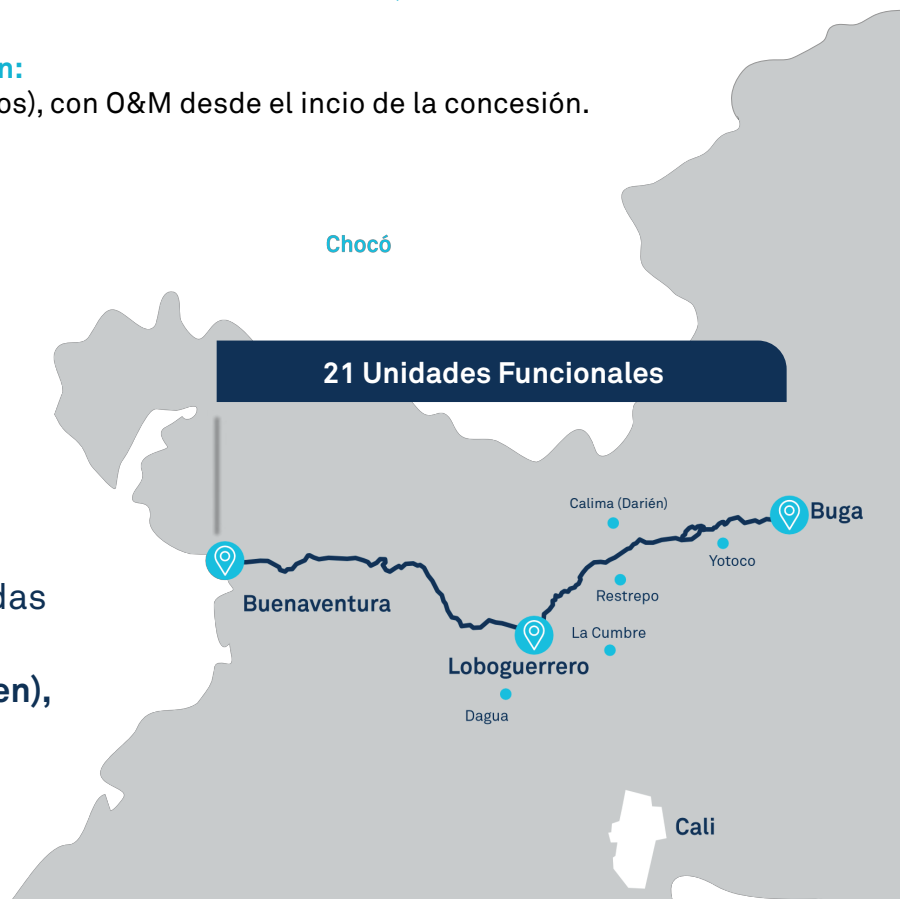 n:
os), con O&M desde el incio de la concesión.
Chocó
21 Unidades Funcionales
Calima (Darién)
Buga
Yotoco
das
Buenaventura
Restrepo
La Cumbre
Loboguerrero
en),
Dagua
Cali